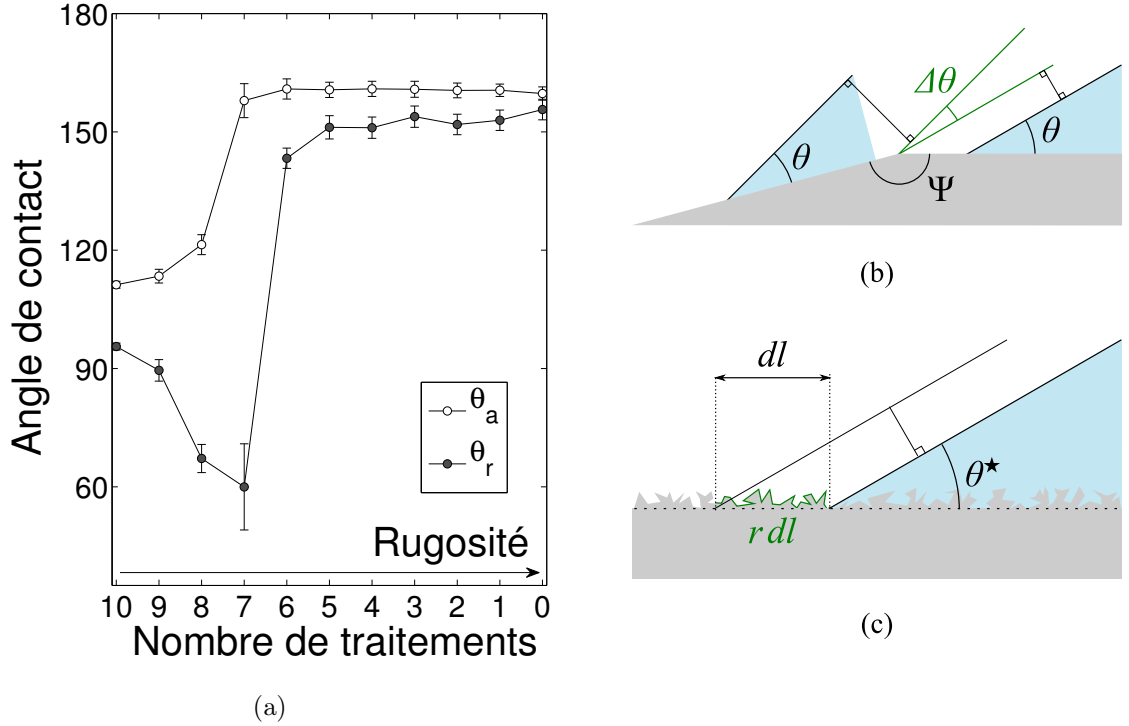 180
150
120
90
60
Angle de contact
θa
θr
Rugosité
10 9 8 7 6 5 4 3 2 1 0
Nombre de traitements
(a)
Δθ
θ
θ
Ψ
(b)
dl
θ★
r dl
(c)